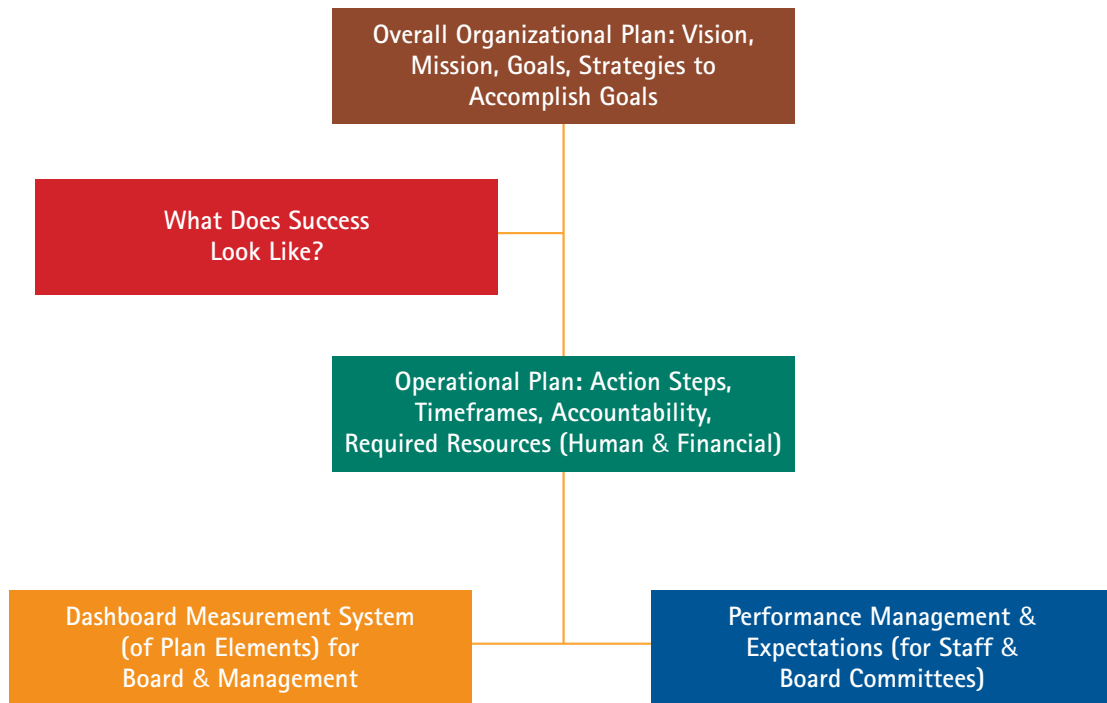 Overall Organizational Plan: Vision,
Mission, Goals, Strategies to
Accomplish Goals
What Does Success
Look Like?
Operational Plan: Action Steps,
Timeframes, Accountability,
Required Resources (Human & Financial)
Dashboard Measurement System
(of Plan Elements) for
Board & Management
Performance Management &
Expectations (for Staff &
Board Committees)